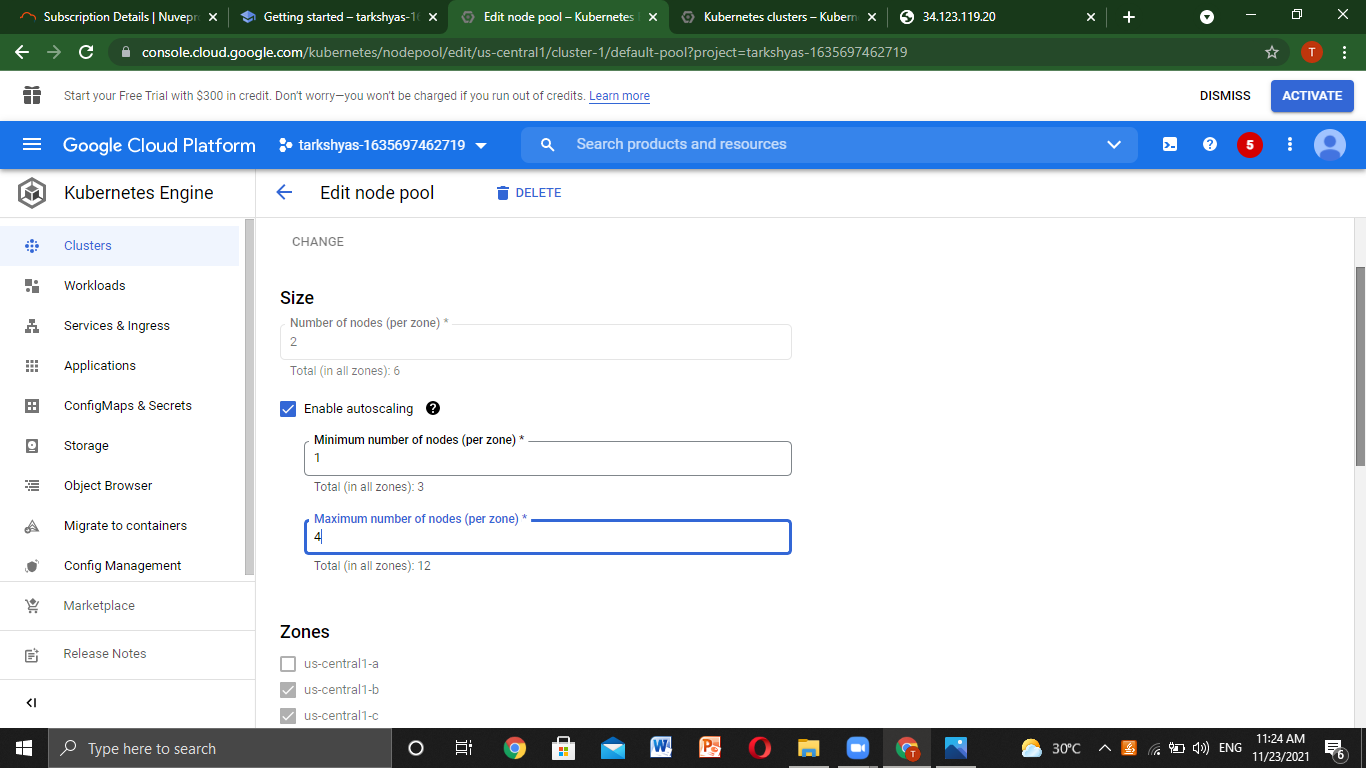 Subscription Details | Nuvepr
Getting started – tarkshyas-16
Edit node pool – Kubernetes
Kubernetes clusters – Kubern
34.123.119.20
console.cloud.google.com/kubernetes/nodepool/edit/us-central1/cluster-1/default-pool?project=tarkshyas-1635697462719
T
Start your Free Trial with $300 in credit. Don't worry—you won't be charged if you run out of credits. Learn more
DISMISS
ACTIVATE
Google Cloud Platform
tarkshyas-1635697462719
Search products and resources
5
Kubernetes Engine
Edit node pool
DELETE
Clusters
Workloads
Services & Ingress
Applications
ConfigMaps & Secrets
Storage
Object Browser
Migrate to containers
Config Management
Marketplace
Release Notes
CHANGE
Size
Number of nodes (per zone) *
2
Total (in all zones): 6
Enable autoscaling
Minimum number of nodes (per zone) *
1
Total (in all zones): 3
Maximum number of nodes (per zone) *
4
Total (in all zones): 12
Zones
us-central1-a
us-central1-b
us-central1-c
Type here to search
30°C
ENG
11:24 AM
11/23/2021
6